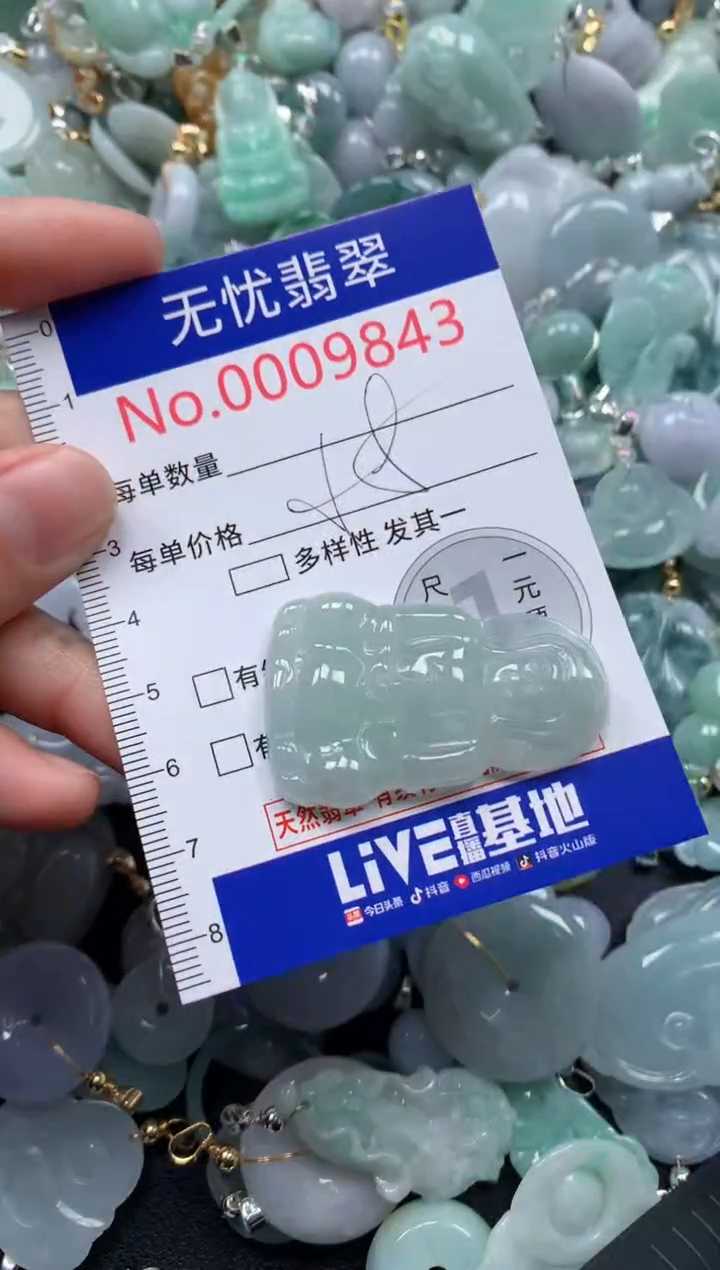 无忧翡翠
No.0009843
每单数量
每单价格
多样性 发其一
尺 一
元
有
有
天然翡翠 有
LiVE直播基地
今日头条 抖音 西瓜视频 抖音火山版
0
1
3
4
5
6
7
8